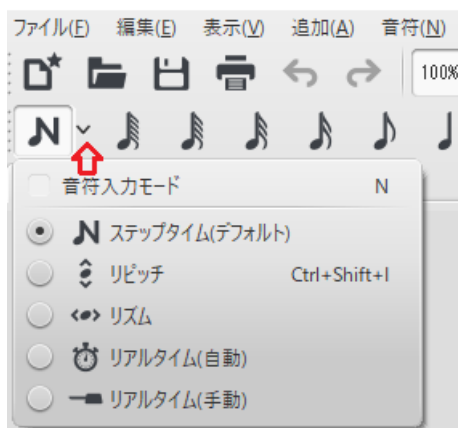 ファイル(F) 編集(E) 表示(V) 追加(A) 音符(N)
100%
N
音符入力モード N
N ステップタイム(デフォルト)
リピッチ Ctrl+Shift+I
リズム
リアルタイム(自動)
リアルタイム(手動)